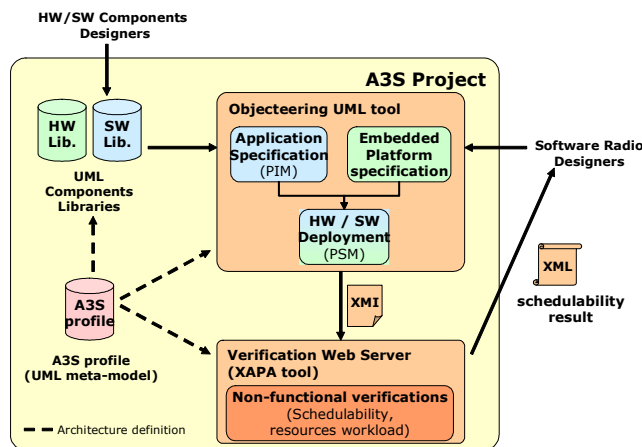 HW/SW Components
Designers
A3S Project
HW
Lib.
SW
Lib.
UML
Components
Libraries
Objecteering UML tool
Application
Specification
(PIM)
Embedded
Platform
specification
HW / SW
Deployment
(PSM)
Software Radio
Designers
XML
schedulability
result
XMI
A3S
profile
A3S profile
(UML meta-model)
Verification Web Server
(XAPA tool)
Non-functional verifications
(Schedulability,
resources workload)
Architecture definition